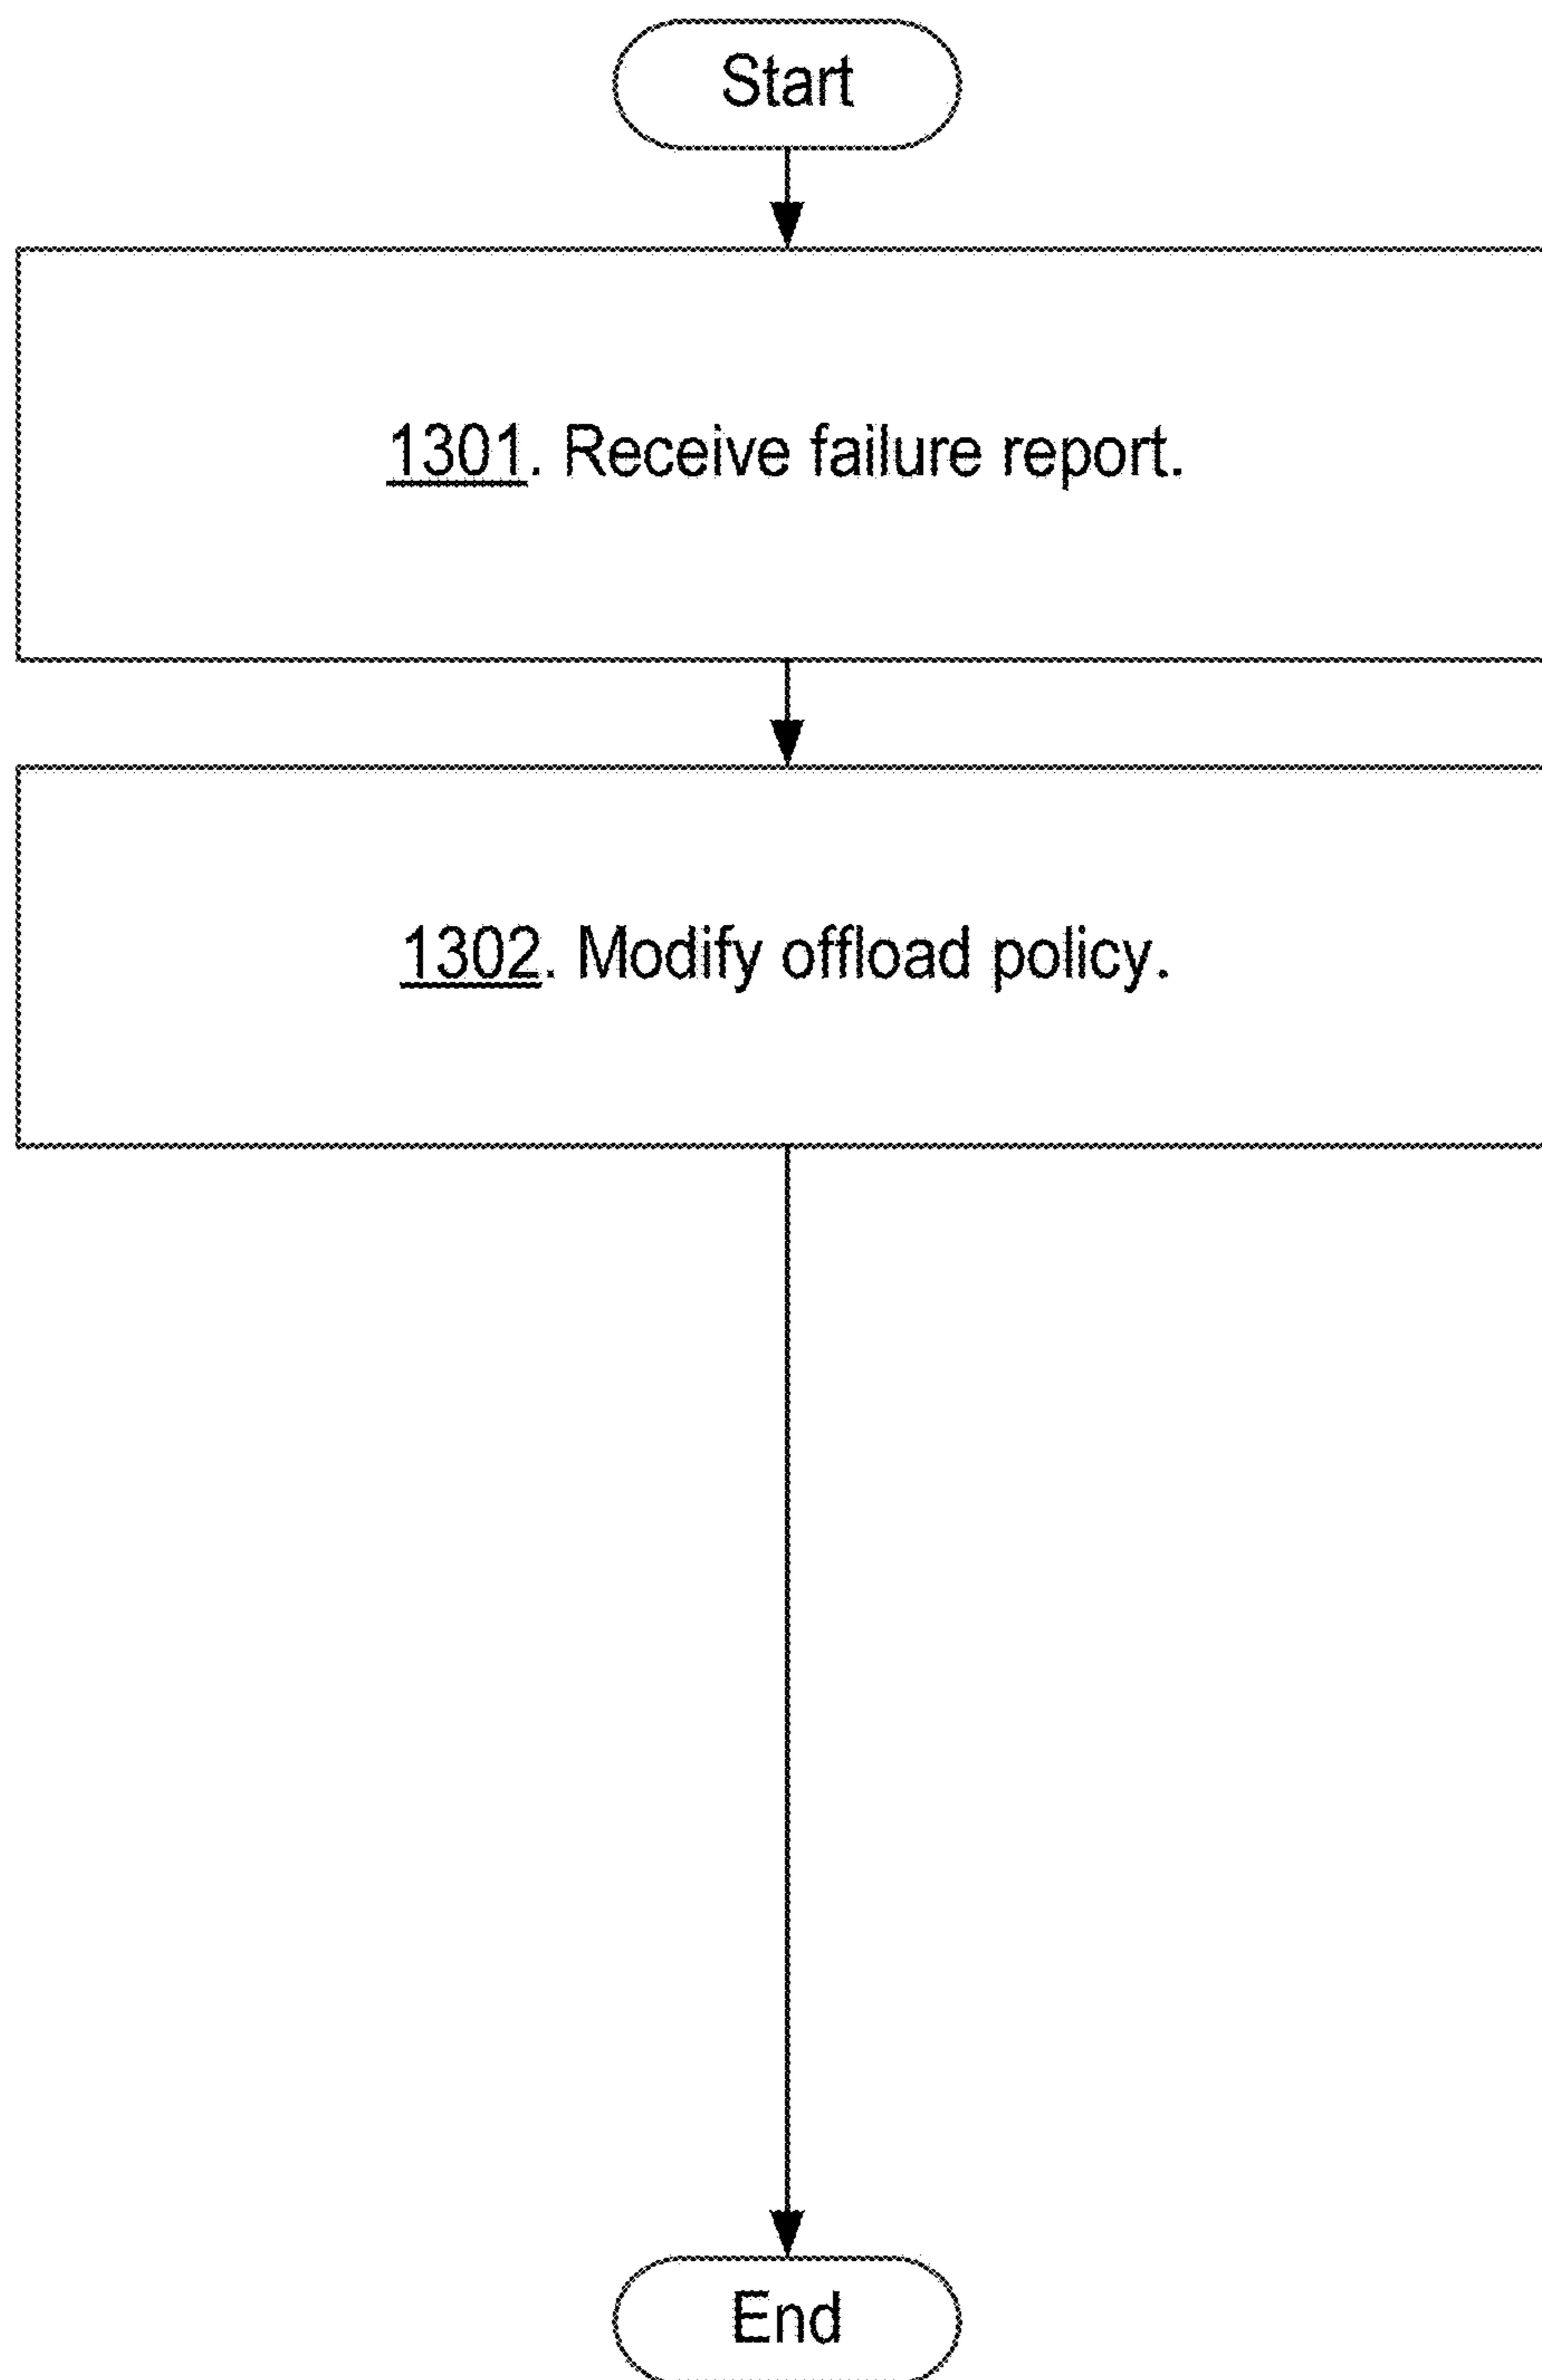 Start
1301. Receive failure report.
1302. Modify offload policy.
End